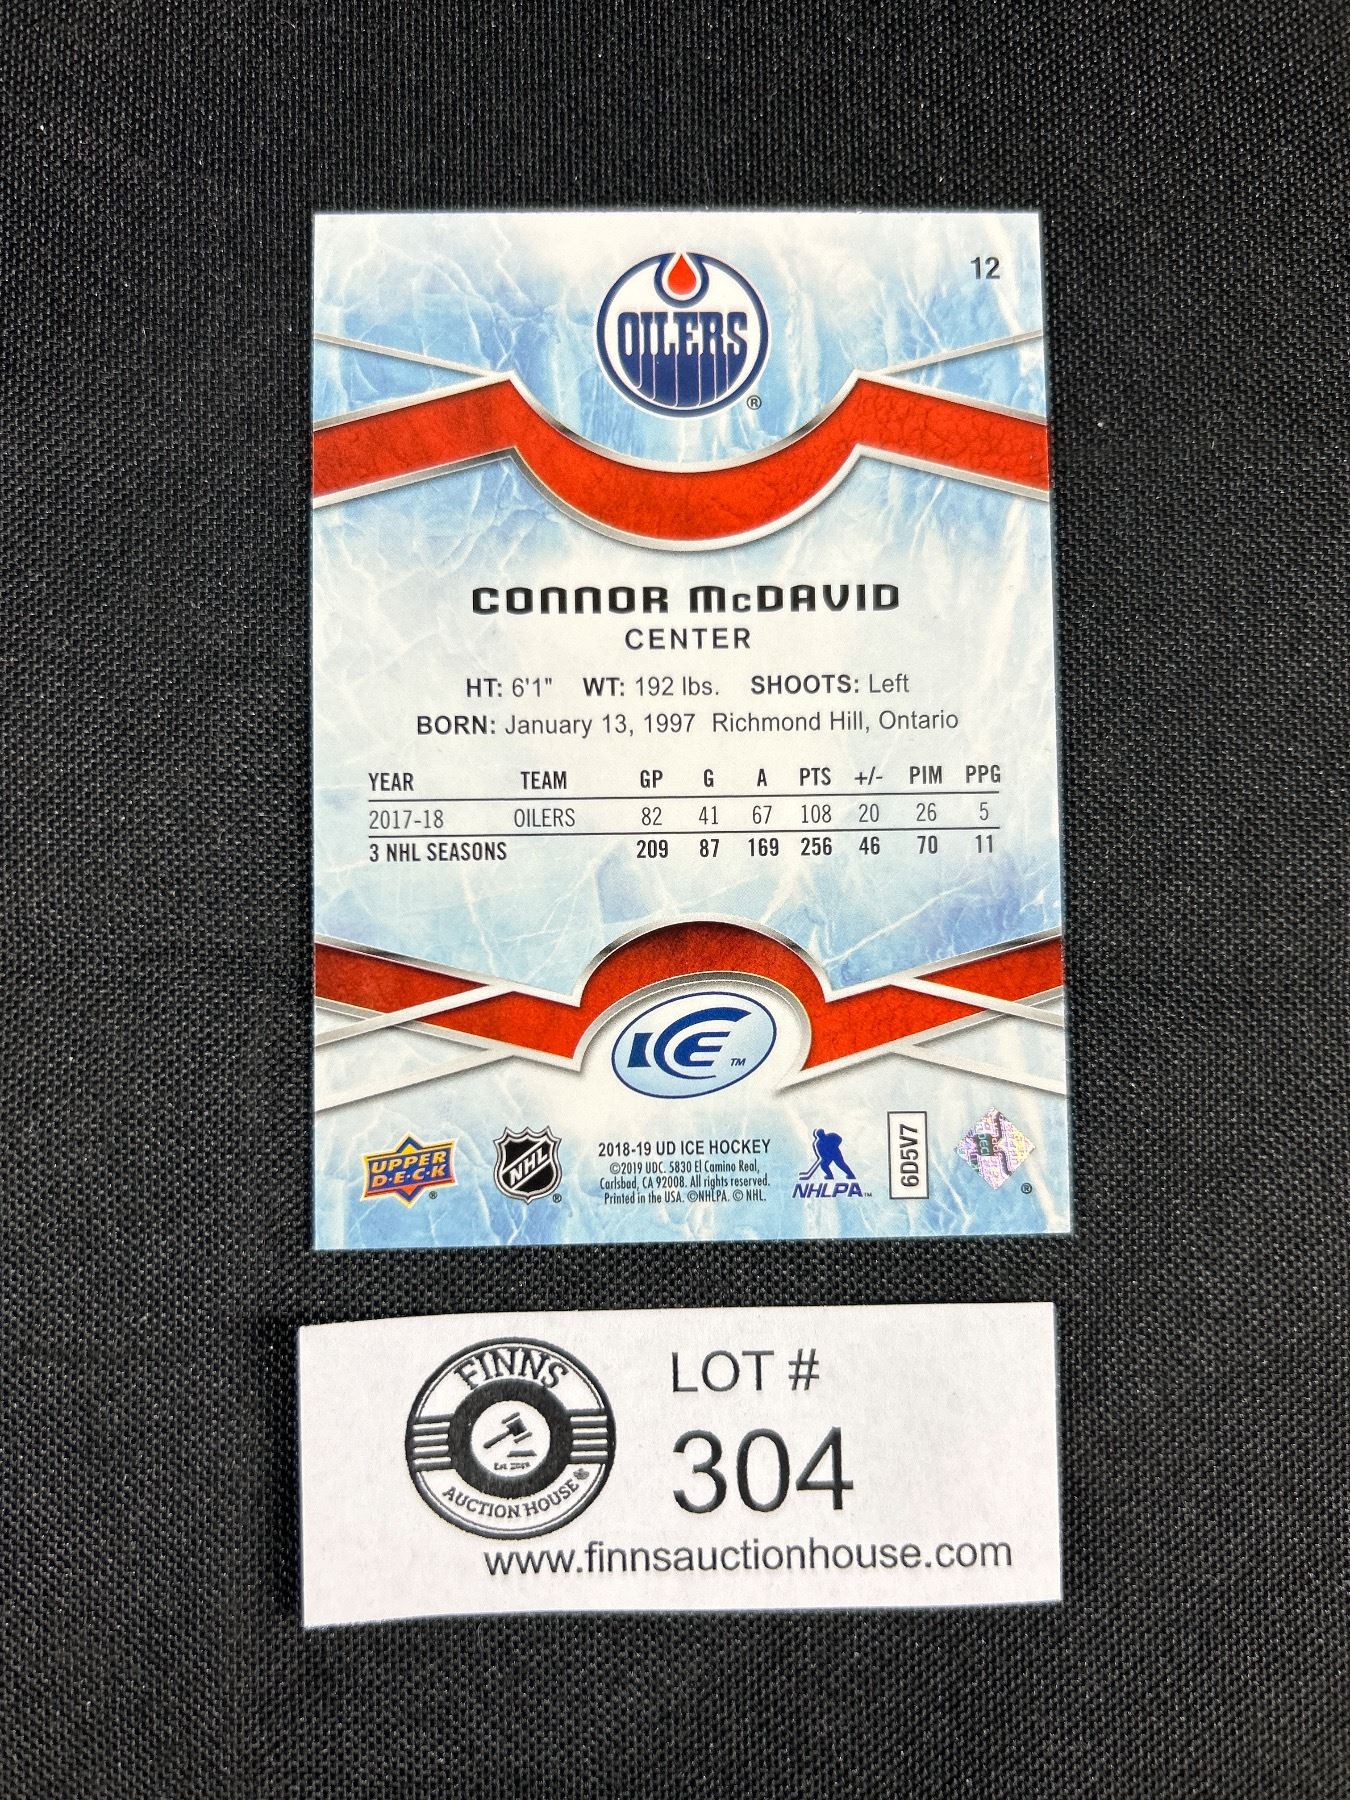 12
OILERS
®
CONNOR McDAVID
CENTER
HT: 6'1" WT: 192 lbs. SHOOTS: Left
BORN: January 13, 1997 Richmond Hill, Ontario
YEAR TEAM GP G A PTS +/- PIM PPG
2017-18 OILERS 82 41 67 108 20 26 5
3 NHL SEASONS 209 87 169 256 46 70 11
ICE™
UPPER
D·E·C·K
®
NHL
®
2018-19 UD ICE HOCKEY
©2019 UDC. 5830 El Camino Real,
Carlsbad, CA 92008. All rights reserved.
Printed in the USA. ©NHLPA. © NHL.
NHLPA™
6D5V7
®
FINNS
AUCTION HOUSE
LOT #
304
www.finnsauctionhouse.com